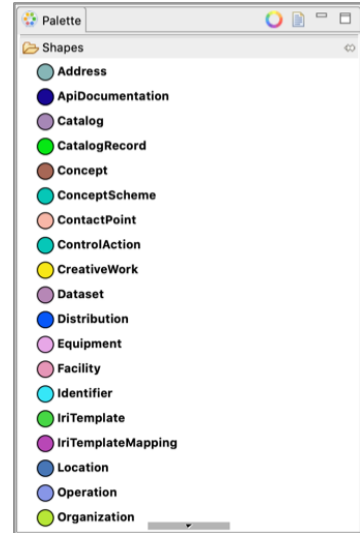 Palette
Shapes
Address
ApiDocumentation
Catalog
CatalogRecord
Concept
ConceptScheme
ContactPoint
ControlAction
CreativeWork
Dataset
Distribution
Equipment
Facility
Identifier
IriTemplate
IriTemplateMapping
Location
Operation
Organization